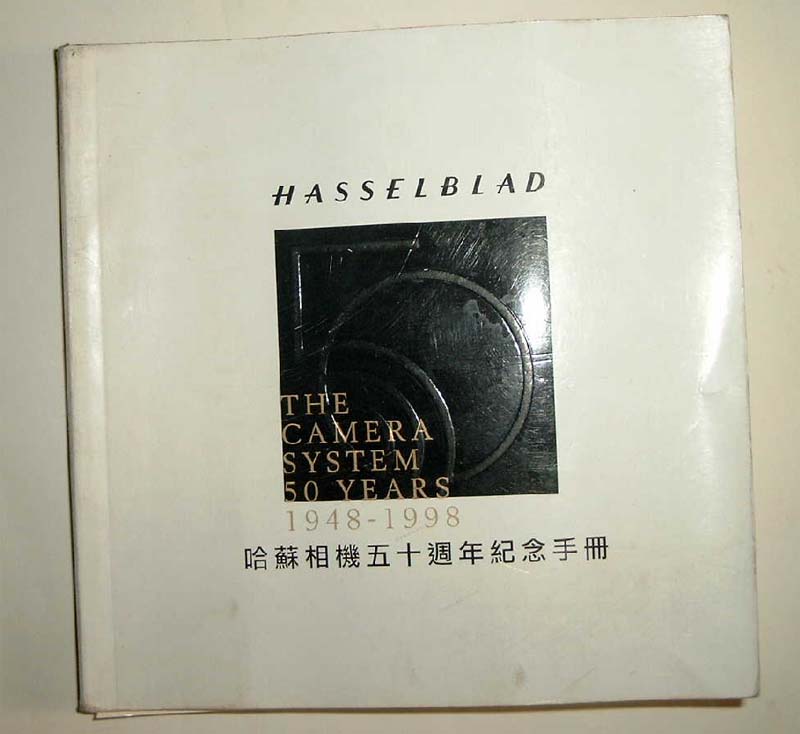 HASSELBLAD
THE
CAMERA
SYSTEM
50 YEARS
1948-1998
哈蘇相機五十週年紀念手冊